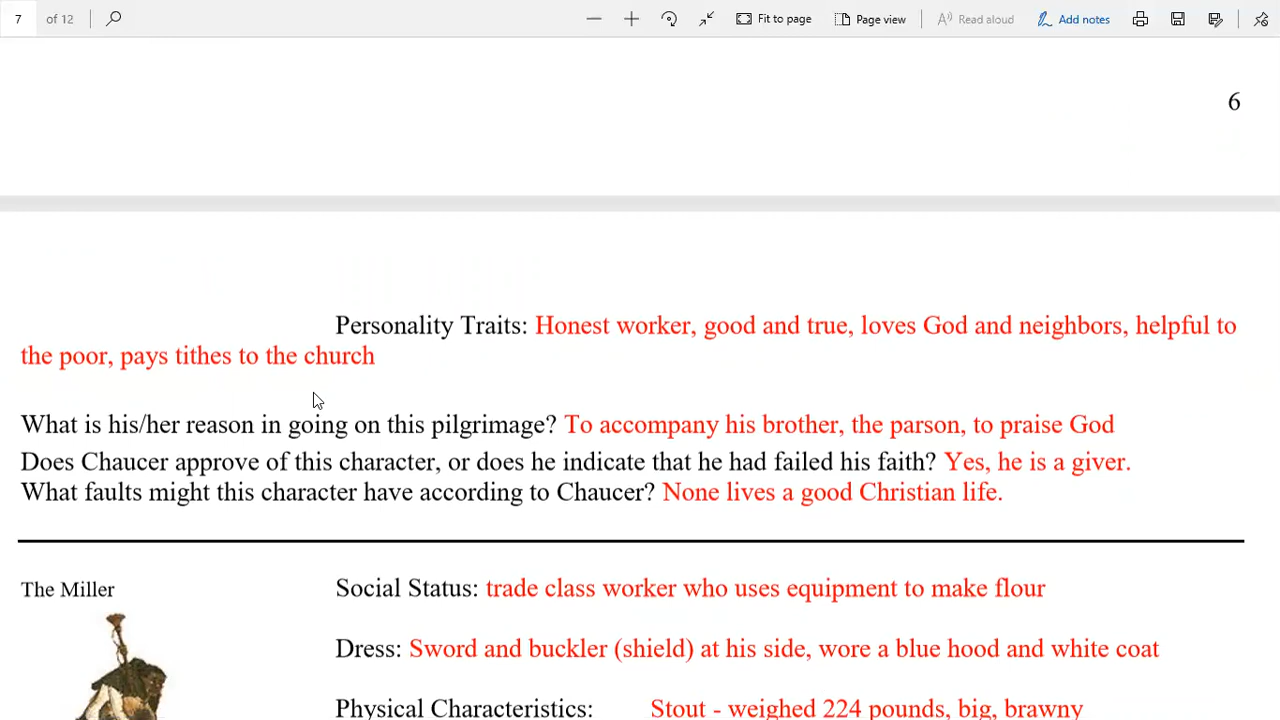 7 of 12 Fit to page Page view Read aloud Add notes
6
Personality Traits: Honest worker, good and true, loves God and neighbors, helpful to
the poor, pays tithes to the church
What is his/her reason in going on this pilgrimage? To accompany his brother, the parson, to praise God
Does Chaucer approve of this character, or does he indicate that he had failed his faith? Yes, he is a giver.
What faults might this character have according to Chaucer? None lives a good Christian life.
The Miller Social Status: trade class worker who uses equipment to make flour
Dress: Sword and buckler (shield) at his side, wore a blue hood and white coat
Physical Characteristics: Stout - weighed 224 pounds, big, brawny